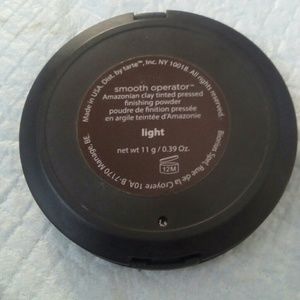 Made in USA. Dist. by tarte™, Inc. NY 10018. All rights reserved.
smooth operator™
Amazonian clay tinted pressed
finishing powder
poudre de finition pressée
en argile teintée d'Amazonie
light
net wt 11 g / 0.39 Oz.
12M
Rue de la Croyere 10A, B-7170 Manage, BE.